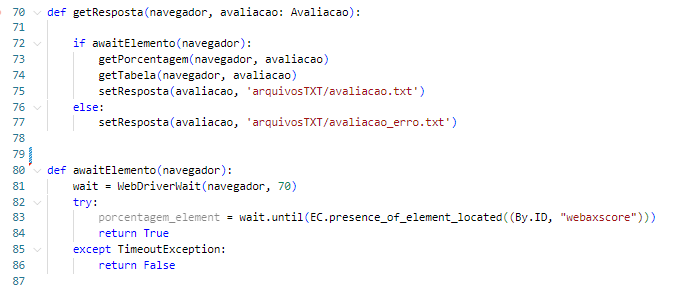 70 def getResposta(navegador, avaliacao: Avaliacao):
71
72     if awaitElemento(navegador):
73         getPorcentagem(navegador, avaliacao)
74         getTabela(navegador, avaliacao)
75         setResposta(avaliacao, 'arquivosTXT/avaliacao.txt')
76     else:
77         setResposta(avaliacao, 'arquivosTXT/avaliacao_erro.txt')
78
79
80 def awaitElemento(navegador):
81     wait = WebDriverWait(navegador, 70)
82     try:
83         porcentagem_element = wait.until(EC.presence_of_element_located((By.ID, "webaxscore")))
84         return True
85     except TimeoutException:
86         return False
87